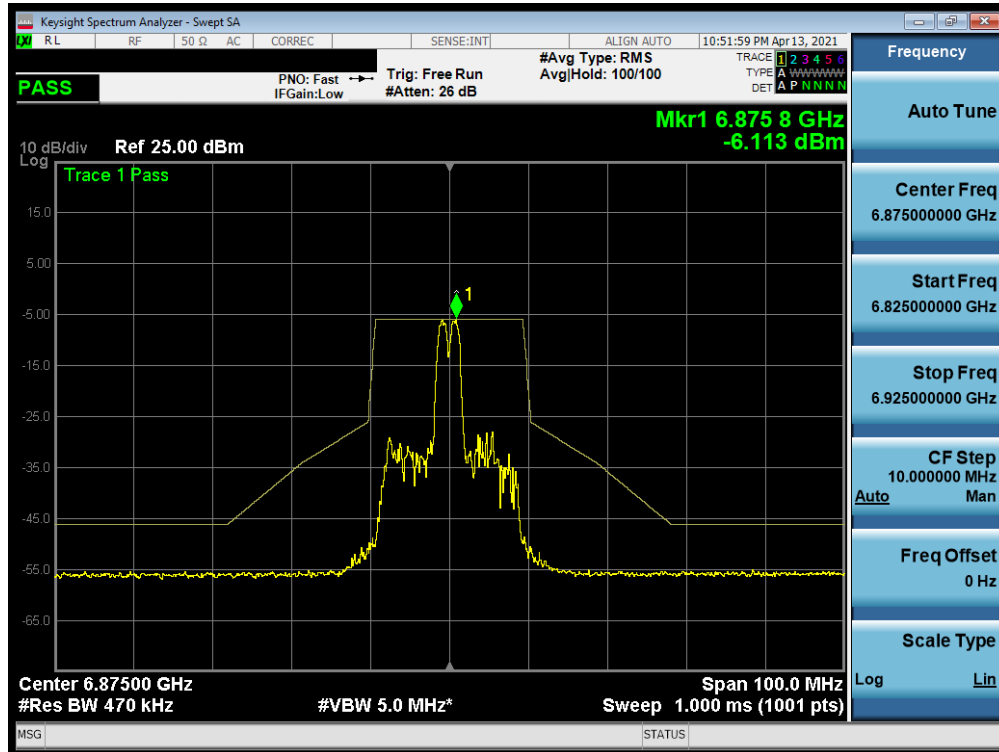 Keysight Spectrum Analyzer - Swept SA
LXI RL RF 50 Ω AC CORREC SENSE:INT ALIGN AUTO 10:51:59 PM Apr 13, 2021
PASS
PNO: Fast
IFGain:Low
Trig: Free Run
#Atten: 26 dB
#Avg Type: RMS
Avg|Hold: 100/100
TRACE 1 2 3 4 5 6
TYPE A WWWWW
DET A P N N N N
Mkr1 6.875 8 GHz
-6.113 dBm
10 dB/div Ref 25.00 dBm
Log
Trace 1 Pass
15.0
5.00
1
-5.00
-15.0
-25.0
-35.0
-45.0
-55.0
-65.0
Center 6.87500 GHz Span 100.0 MHz
#Res BW 470 kHz #VBW 5.0 MHz* Sweep 1.000 ms (1001 pts)
MSG STATUS
Frequency
Auto Tune
Center Freq
6.875000000 GHz
Start Freq
6.825000000 GHz
Stop Freq
6.925000000 GHz
CF Step
10.000000 MHz
Auto Man
Freq Offset
0 Hz
Scale Type
Log Lin